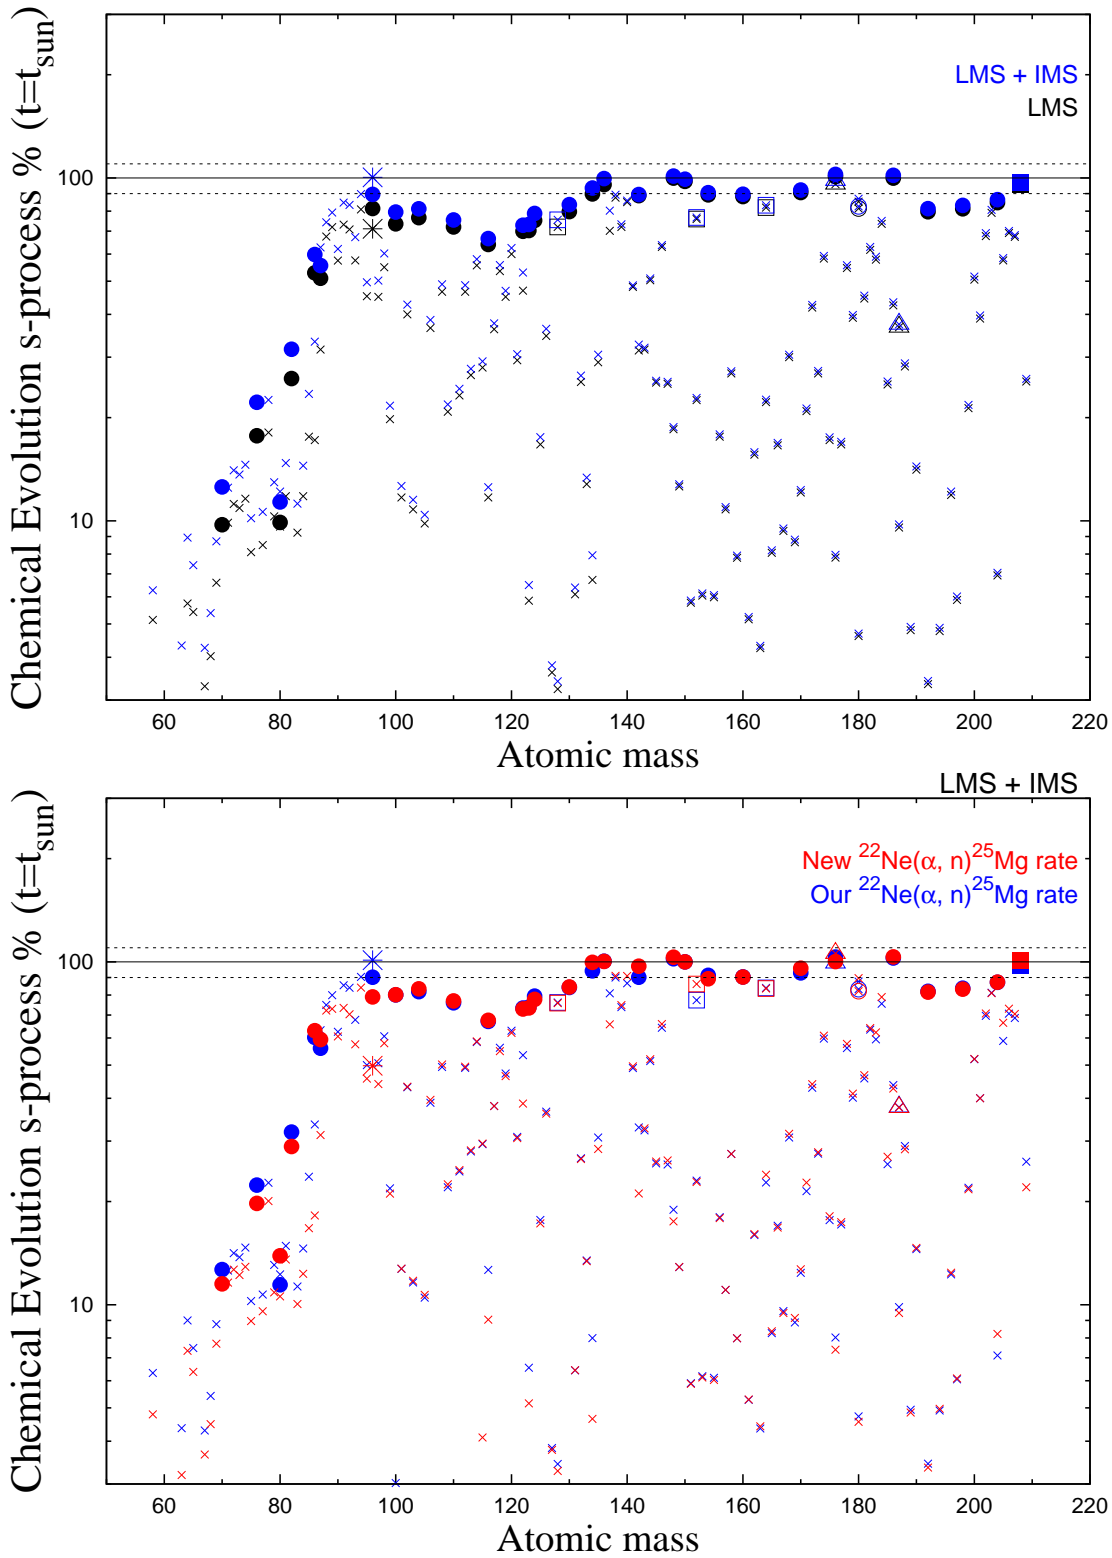 Chemical Evolution s-process % (t=t_sun)
LMS + IMS
LMS
100
10
60 80 100 120 140 160 180 200 220
Atomic mass
LMS + IMS
Chemical Evolution s-process % (t=t_sun)
New ²²Ne(α, n)²⁵Mg rate
Our ²²Ne(α, n)²⁵Mg rate
100
10
60 80 100 120 140 160 180 200 220
Atomic mass